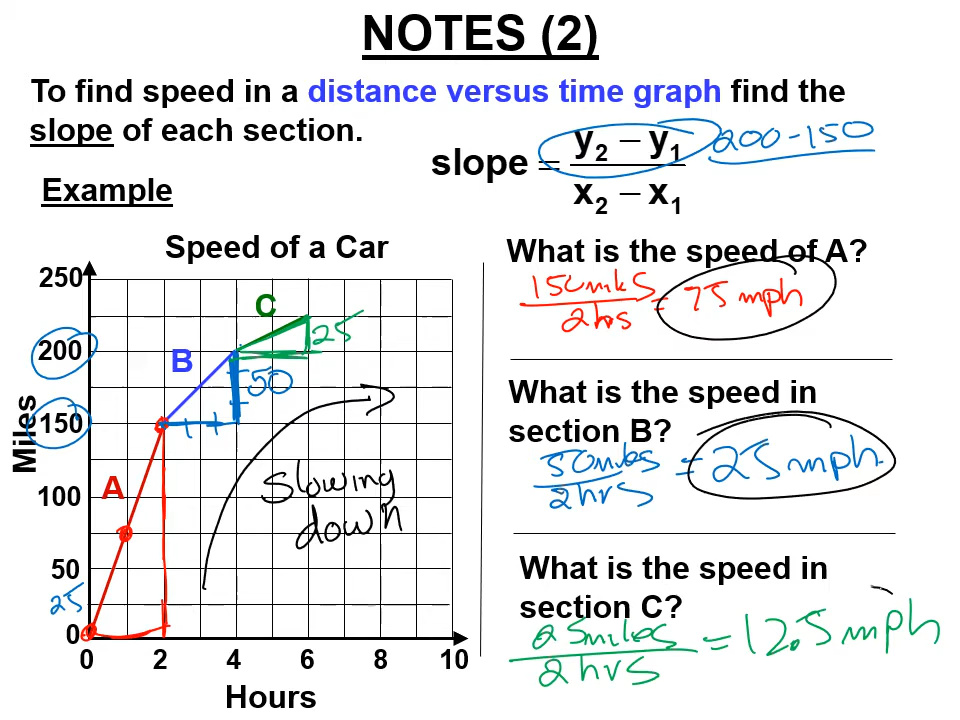 NOTES (2)
To find speed in a distance versus time graph find the
slope of each section.
slope = y2 – y1 200-150
x2 – x1
Example
Speed of a Car
What is the speed of A?
150 miles = 75 mph
2 hrs
What is the speed in
section B?
50 miles = 25 mph.
2 hrs
What is the speed in
section C?
25 miles = 12.5 mph
2 hrs
250
200
150
100
50
25
0
Miles
A
B
C
50
25
slowing
down
0 2 4 6 8 10
Hours